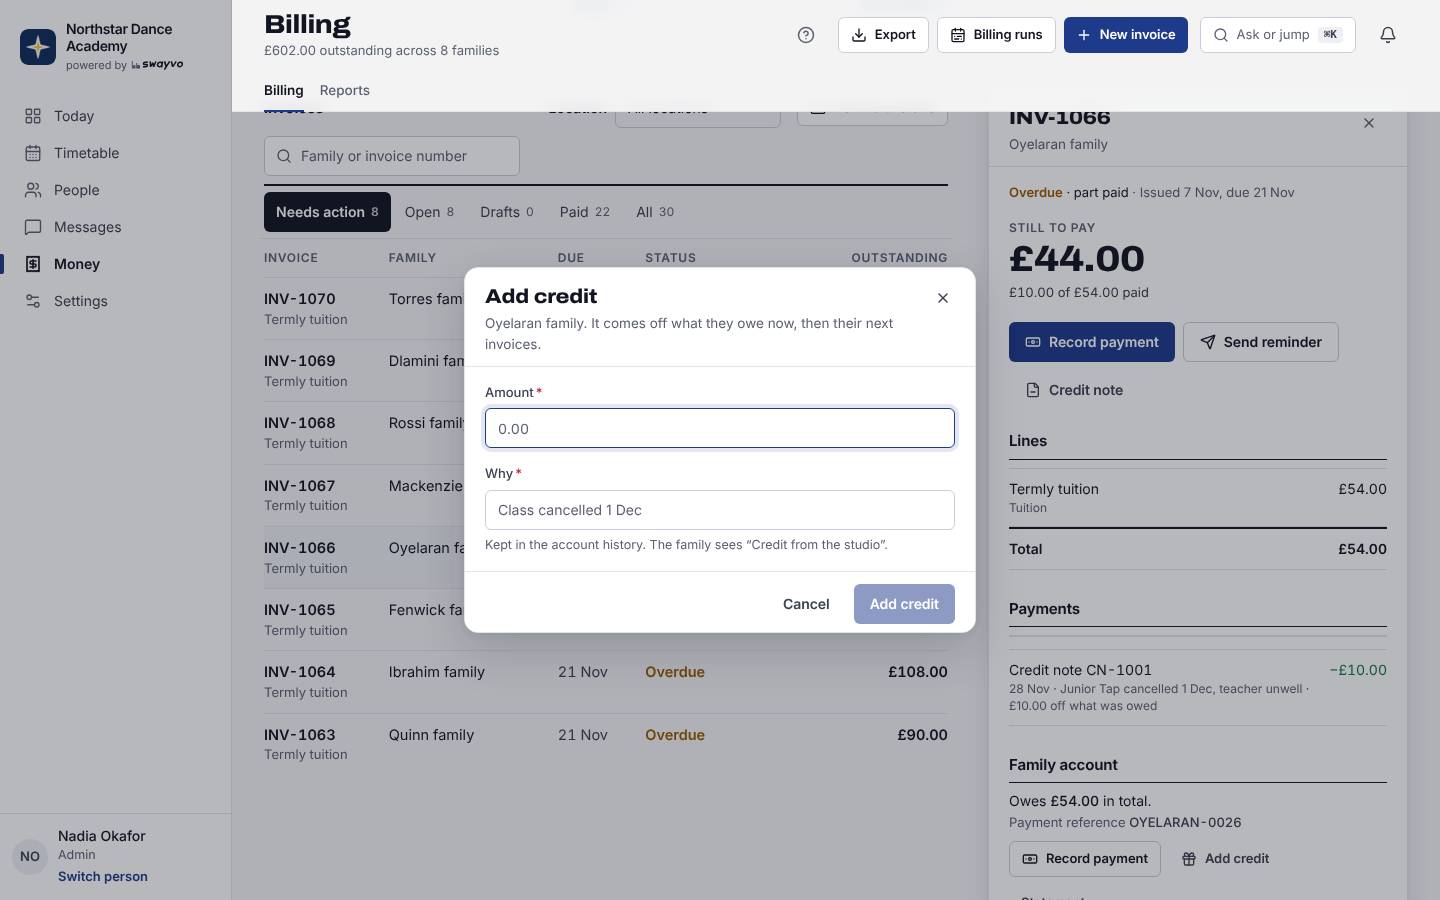 Northstar Dance
Academy
powered by swayvo
Today
Timetable
People
Messages
Money
Settings
NO
Nadia Okafor
Admin
Switch person
Billing
£602.00 outstanding across 8 families
Export
Billing runs
New invoice
Ask or jump ⌘K
Billing
Reports
Family or invoice number
Needs action 8
Open 8
Drafts 0
Paid 22
All 30
INVOICE FAMILY DUE STATUS OUTSTANDING
INV-1070 Torres
Termly tuition
INV-1069 Dlamini
Termly tuition
INV-1068 Rossi
Termly tuition
INV-1067 Mackenzie
Termly tuition
INV-1066 Oyelaran
Termly tuition
INV-1065 Fenwick
Termly tuition
INV-1064 Ibrahim family 21 Nov Overdue £108.00
Termly tuition
INV-1063 Quinn family 21 Nov Overdue £90.00
Termly tuition
Add credit
Oyelaran family. It comes off what they owe now, then their next
invoices.
Amount *
0.00
Why *
Class cancelled 1 Dec
Kept in the account history. The family sees “Credit from the studio”.
Cancel
Add credit
INV-1066
Oyelaran family
Overdue · part paid · Issued 7 Nov, due 21 Nov
STILL TO PAY
£44.00
£10.00 of £54.00 paid
Record payment
Send reminder
Credit note
Lines
Termly tuition £54.00
Tuition
Total £54.00
Payments
Credit note CN-1001 −£10.00
28 Nov · Junior Tap cancelled 1 Dec, teacher unwell ·
£10.00 off what was owed
Family account
Owes £54.00 in total.
Payment reference OYELARAN-0026
Record payment
Add credit